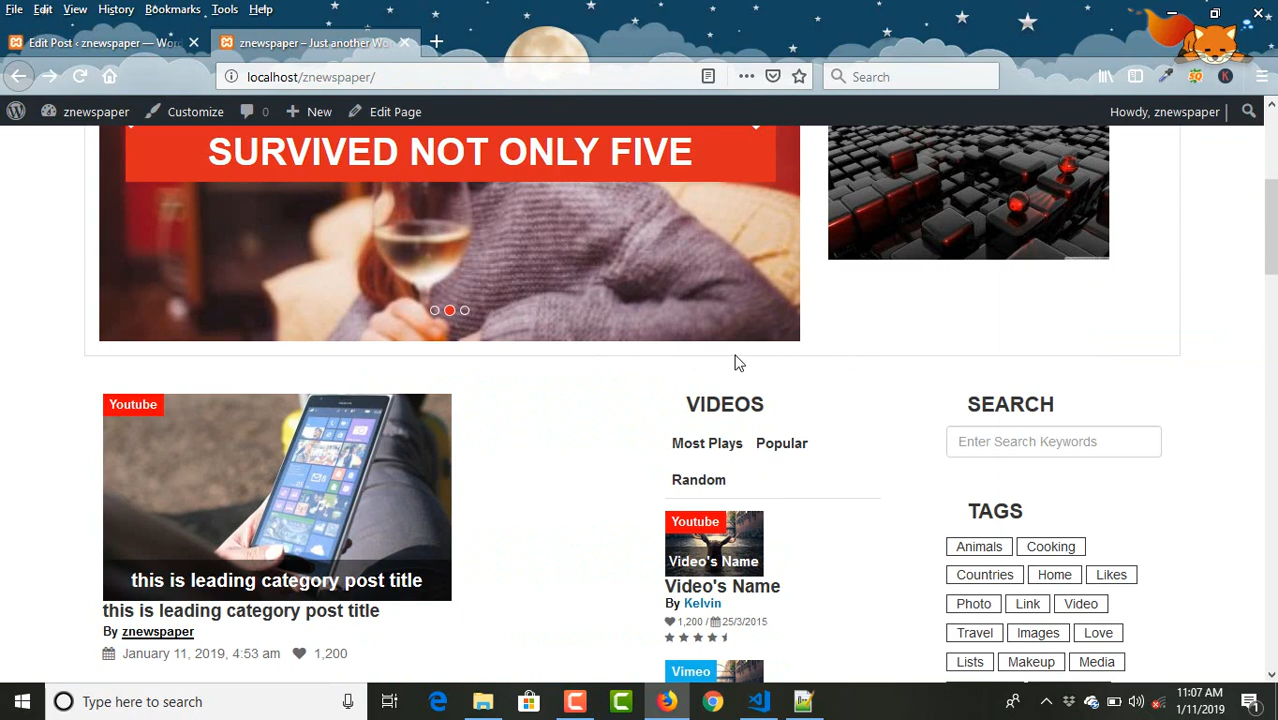 File Edit View History Bookmarks Tools Help
Edit Post ‹ znewspaper — Wor
znewspaper – Just another Wo
localhost/znewspaper/
Search
znewspaper Customize 0 New Edit Page Howdy, znewspaper
SURVIVED NOT ONLY FIVE
Youtube
this is leading category post title
this is leading category post title
By znewspaper
January 11, 2019, 4:53 am 1,200
VIDEOS
Most Plays Popular
Random
Youtube
Video's Name
Video's Name
By Kelvin
1,200 / 25/3/2015
Vimeo
SEARCH
Enter Search Keywords
TAGS
Animals Cooking
Countries Home Likes
Photo Link Video
Travel Images Love
Lists Makeup Media
Type here to search
11:07 AM
1/11/2019